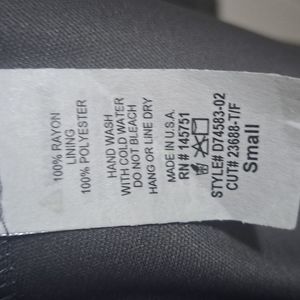 100% RAYON
LINING
100% POLYESTER
HAND WASH
WITH COLD WATER
DO NOT BLEACH
HANG OR LINE DRY
MADE IN U.S.A.
RN # 145751
STYLE# D74583-02
CUT# 23688-T/F
Small